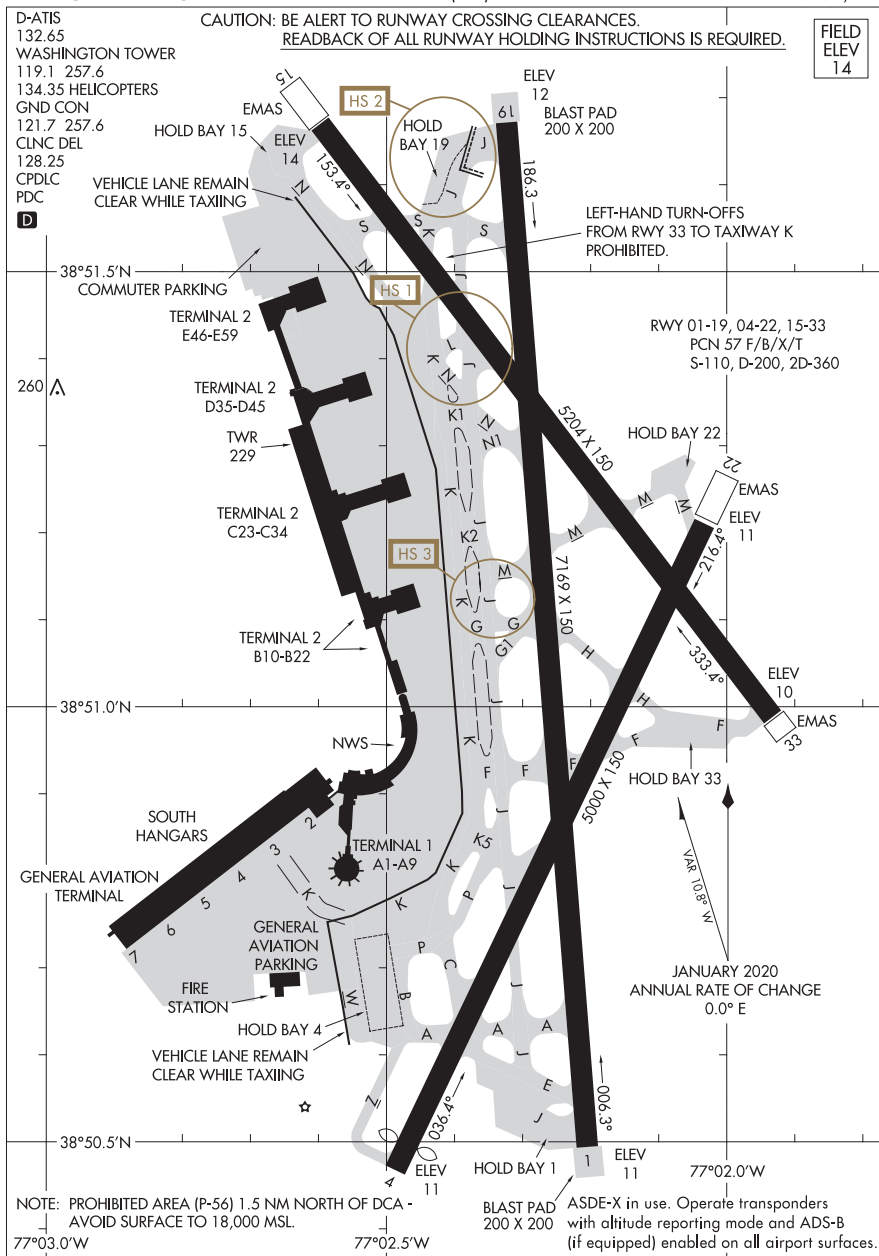 D-ATIS
132.65
WASHINGTON TOWER
119.1 257.6
134.35 HELICOPTERS
GND CON
121.7 257.6
CLNC DEL
128.25
CPDLC
PDC
D
CAUTION: BE ALERT TO RUNWAY CROSSING CLEARANCES.
READBACK OF ALL RUNWAY HOLDING INSTRUCTIONS IS REQUIRED.
FIELD
ELEV
14
15
EMAS
HOLD BAY 15
ELEV
14
153.4°
VEHICLE LANE REMAIN
CLEAR WHILE TAXIING
HS 2
HOLD
BAY 19
J
J
ELEV
12
19
BLAST PAD
200 X 200
186.3
N
S
S
K
S
N
N
J
LEFT-HAND TURN-OFFS
FROM RWY 33 TO TAXIWAY K
PROHIBITED.
38°51.5'N
COMMUTER PARKING
HS 1
TERMINAL 2
E46-E59
L
K
J
N
RWY 01-19, 04-22, 15-33
PCN 57 F/B/X/T
S-110, D-200, 2D-360
260
TERMINAL 2
D35-D45
K1
N
N1
5204 X 150
TWR
229
HOLD BAY 22
22
EMAS
ELEV
11
216.4°
TERMINAL 2
C23-C34
K
J
K2
M
M
M
HS 3
M
K
J
G
G
G1
7169 X 150
TERMINAL 2
B10-B22
H
H
333.4°
ELEV
10
EMAS
33
38°51.0'N
J
K
NWS
F
F
F
F
F
HOLD BAY 33
5000 X 150
J
SOUTH
HANGARS
2
3
4
5
6
7
TERMINAL 1
A1-A9
K5
K
P
J
GENERAL AVIATION
TERMINAL
K
K
GENERAL
AVIATION
PARKING
P
C
VAR 10.8° W
JANUARY 2020
ANNUAL RATE OF CHANGE
0.0° E
FIRE
STATION
W
B
J
HOLD BAY 4
A
A
A
J
VEHICLE LANE REMAIN
CLEAR WHILE TAXIING
E
J
Z
036.4°
006.3°
38°50.5'N
4
ELEV
11
HOLD BAY 1
1
ELEV
11
77°02.0'W
NOTE: PROHIBITED AREA (P-56) 1.5 NM NORTH OF DCA -
AVOID SURFACE TO 18,000 MSL.
BLAST PAD
200 X 200
ASDE-X in use. Operate transponders
with altitude reporting mode and ADS-B
(if equipped) enabled on all airport surfaces.
77°03.0'W
77°02.5'W